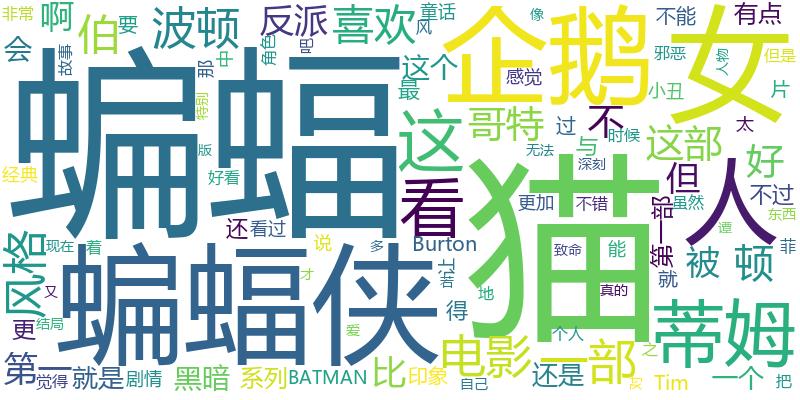 非常
啊
伯
要
波顿
反派
喜欢
童话
风
企鹅
像
女
不能
有点
会
故事
那
中
角色
吧
这个
最
感觉
邪恶
人物
但是
小丑
片
蝙蝠
特别
版
好看
这
哥特
过
不
时候
与
这部
太
好
无法
深刻
经典
看
猫
但
人
不过
还
看过
更加
不错
虽然
谭
东西
风格
现在
着
说
多
Burton
第一部
致命
能
菲
蝙蝠侠
身上
得
地
真的
就
被
顿
更
又
结局
才
爱
电影
一部
个人
之
蒂姆
第一
觉得
就是
剧情
黑暗
系列
BATMAN
比
印象
自己
还是
Tim
一个
把